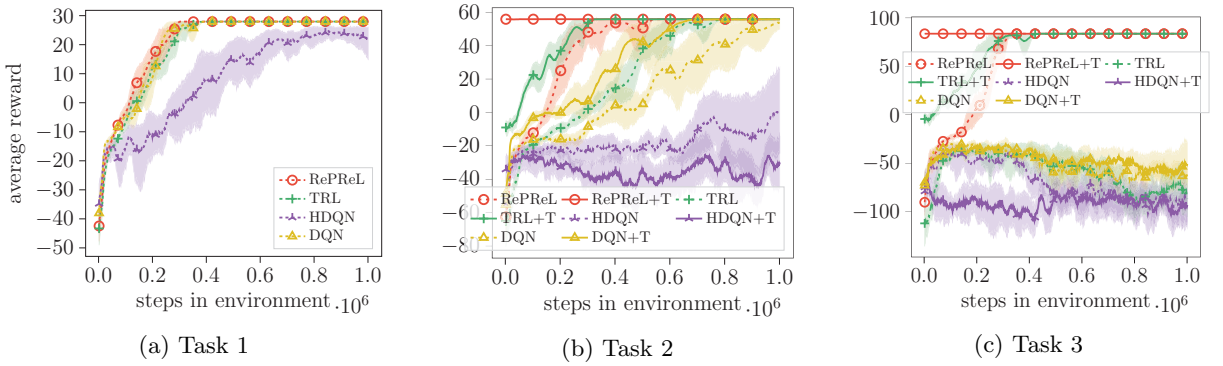 average reward
30
20
10
0
−10
−20
−30
−40
−50
RePReL
TRL
HDQN
DQN
0.0 0.2 0.4 0.6 0.8 1.0
steps in environment ·10⁶
(a) Task 1
60
40
20
0
−20
−40
−60
−80
RePReL RePReL+T TRL
TRL+T HDQN HDQN+T
DQN DQN+T
0.0 0.2 0.4 0.6 0.8 1.0
steps in environment ·10⁶
(b) Task 2
100
50
0
−50
−100
RePReL RePReL+T TRL
TRL+T HDQN HDQN+T
DQN DQN+T
0.0 0.2 0.4 0.6 0.8 1.0
steps in environment ·10⁶
(c) Task 3